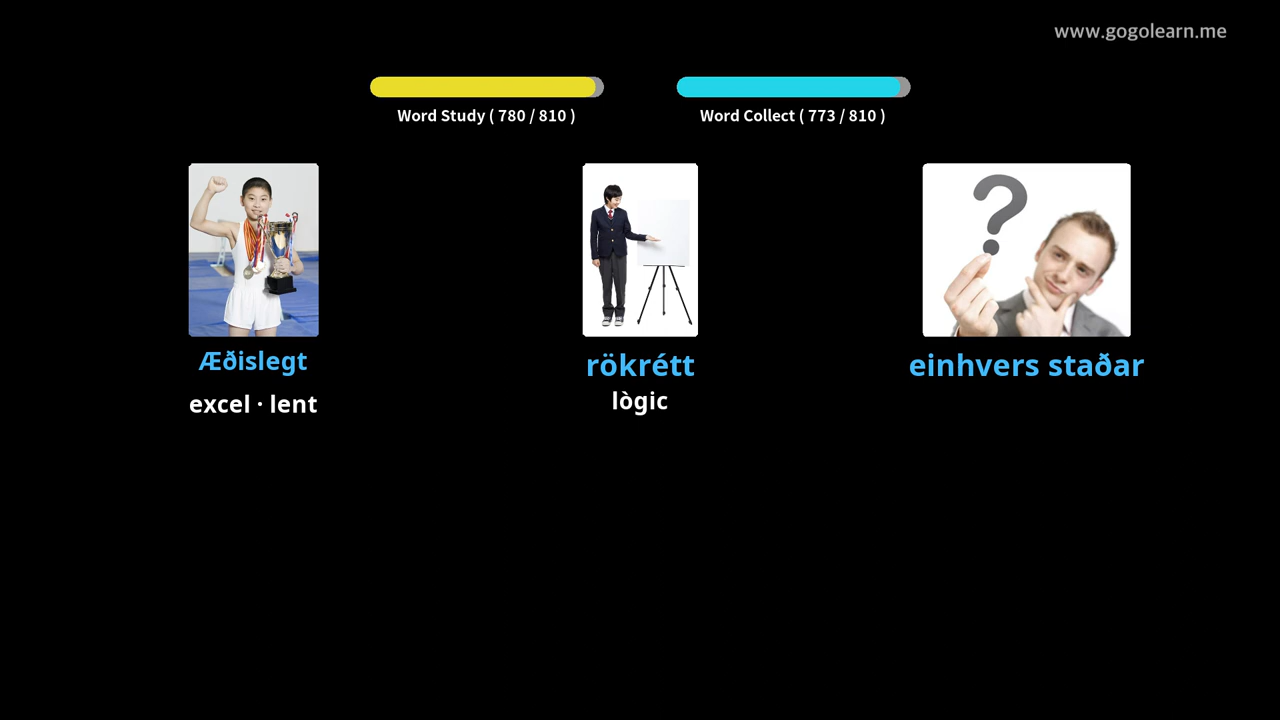 www.gogolearn.me
Word Study ( 780 / 810 )
Word Collect ( 773 / 810 )
Æðislegt
rökrétt
einhvers staðar
excel · lent
lògic